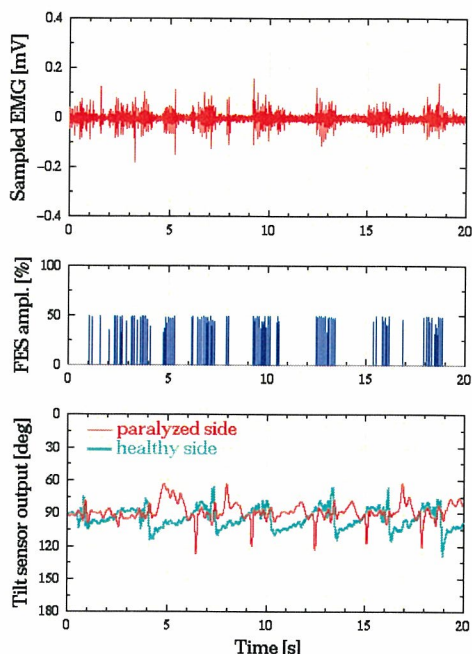 Sampled EMG [mV]
0.4
0.2
0
−0.2
−0.4
0 5 10 15 20
FES ampl. [%]
100
50
0
0 5 10 15 20
Tilt sensor output [deg]
0
30
60
90
120
150
180
paralyzed side
healthy side
0 5 10 15 20
Time [s]